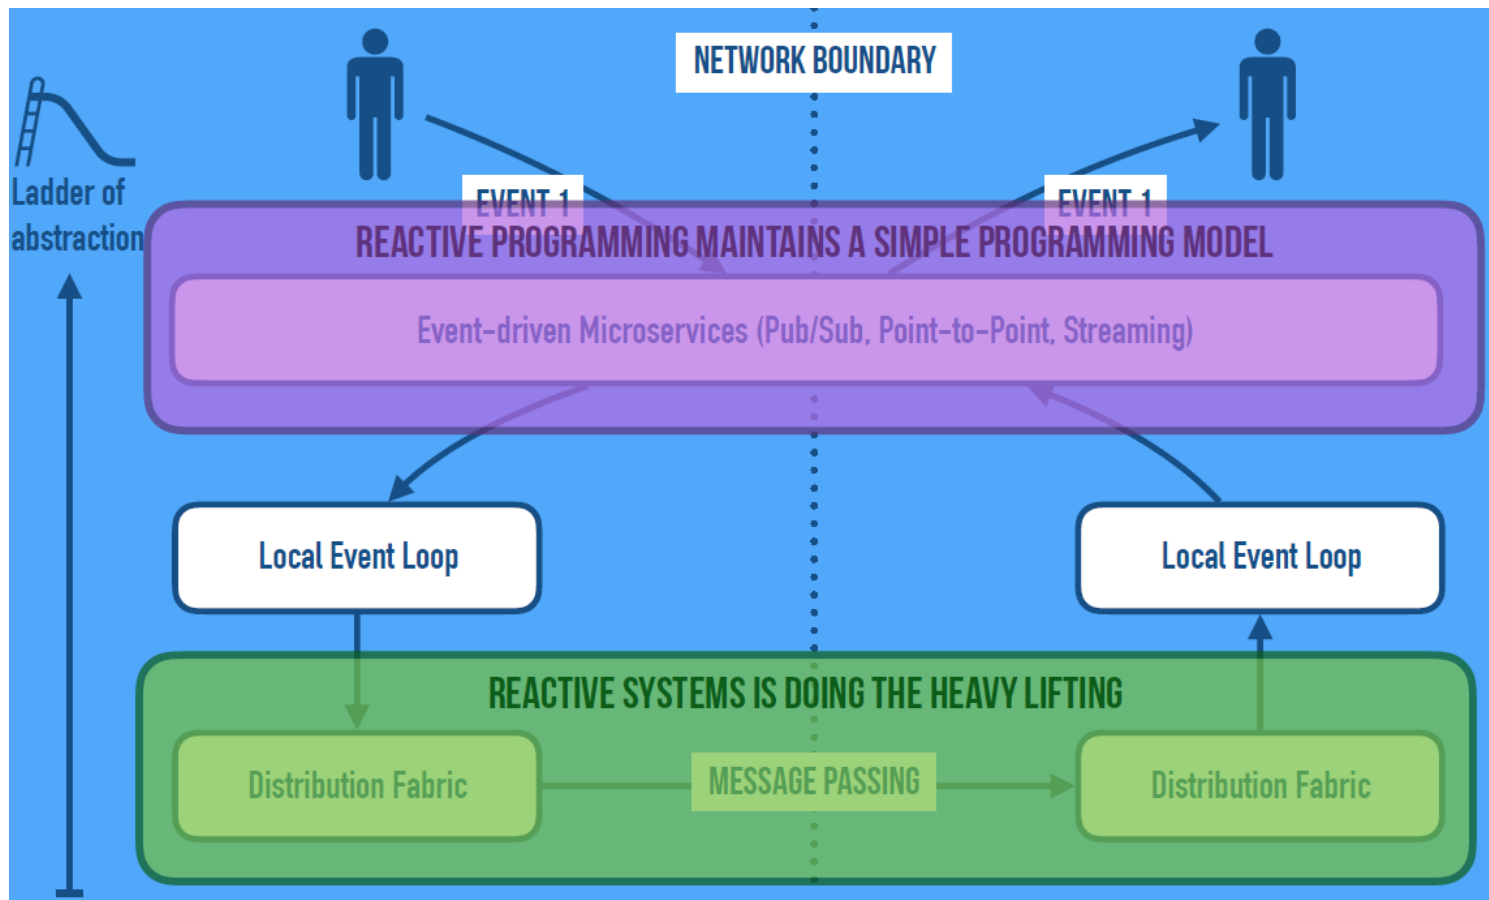 NETWORK BOUNDARY
Ladder of
abstraction
EVENT 1
EVENT 1
REACTIVE PROGRAMMING MAINTAINS A SIMPLE PROGRAMMING MODEL
Event-driven Microservices (Pub/Sub, Point-to-Point, Streaming)
Local Event Loop
Local Event Loop
REACTIVE SYSTEMS IS DOING THE HEAVY LIFTING
Distribution Fabric
MESSAGE PASSING
Distribution Fabric